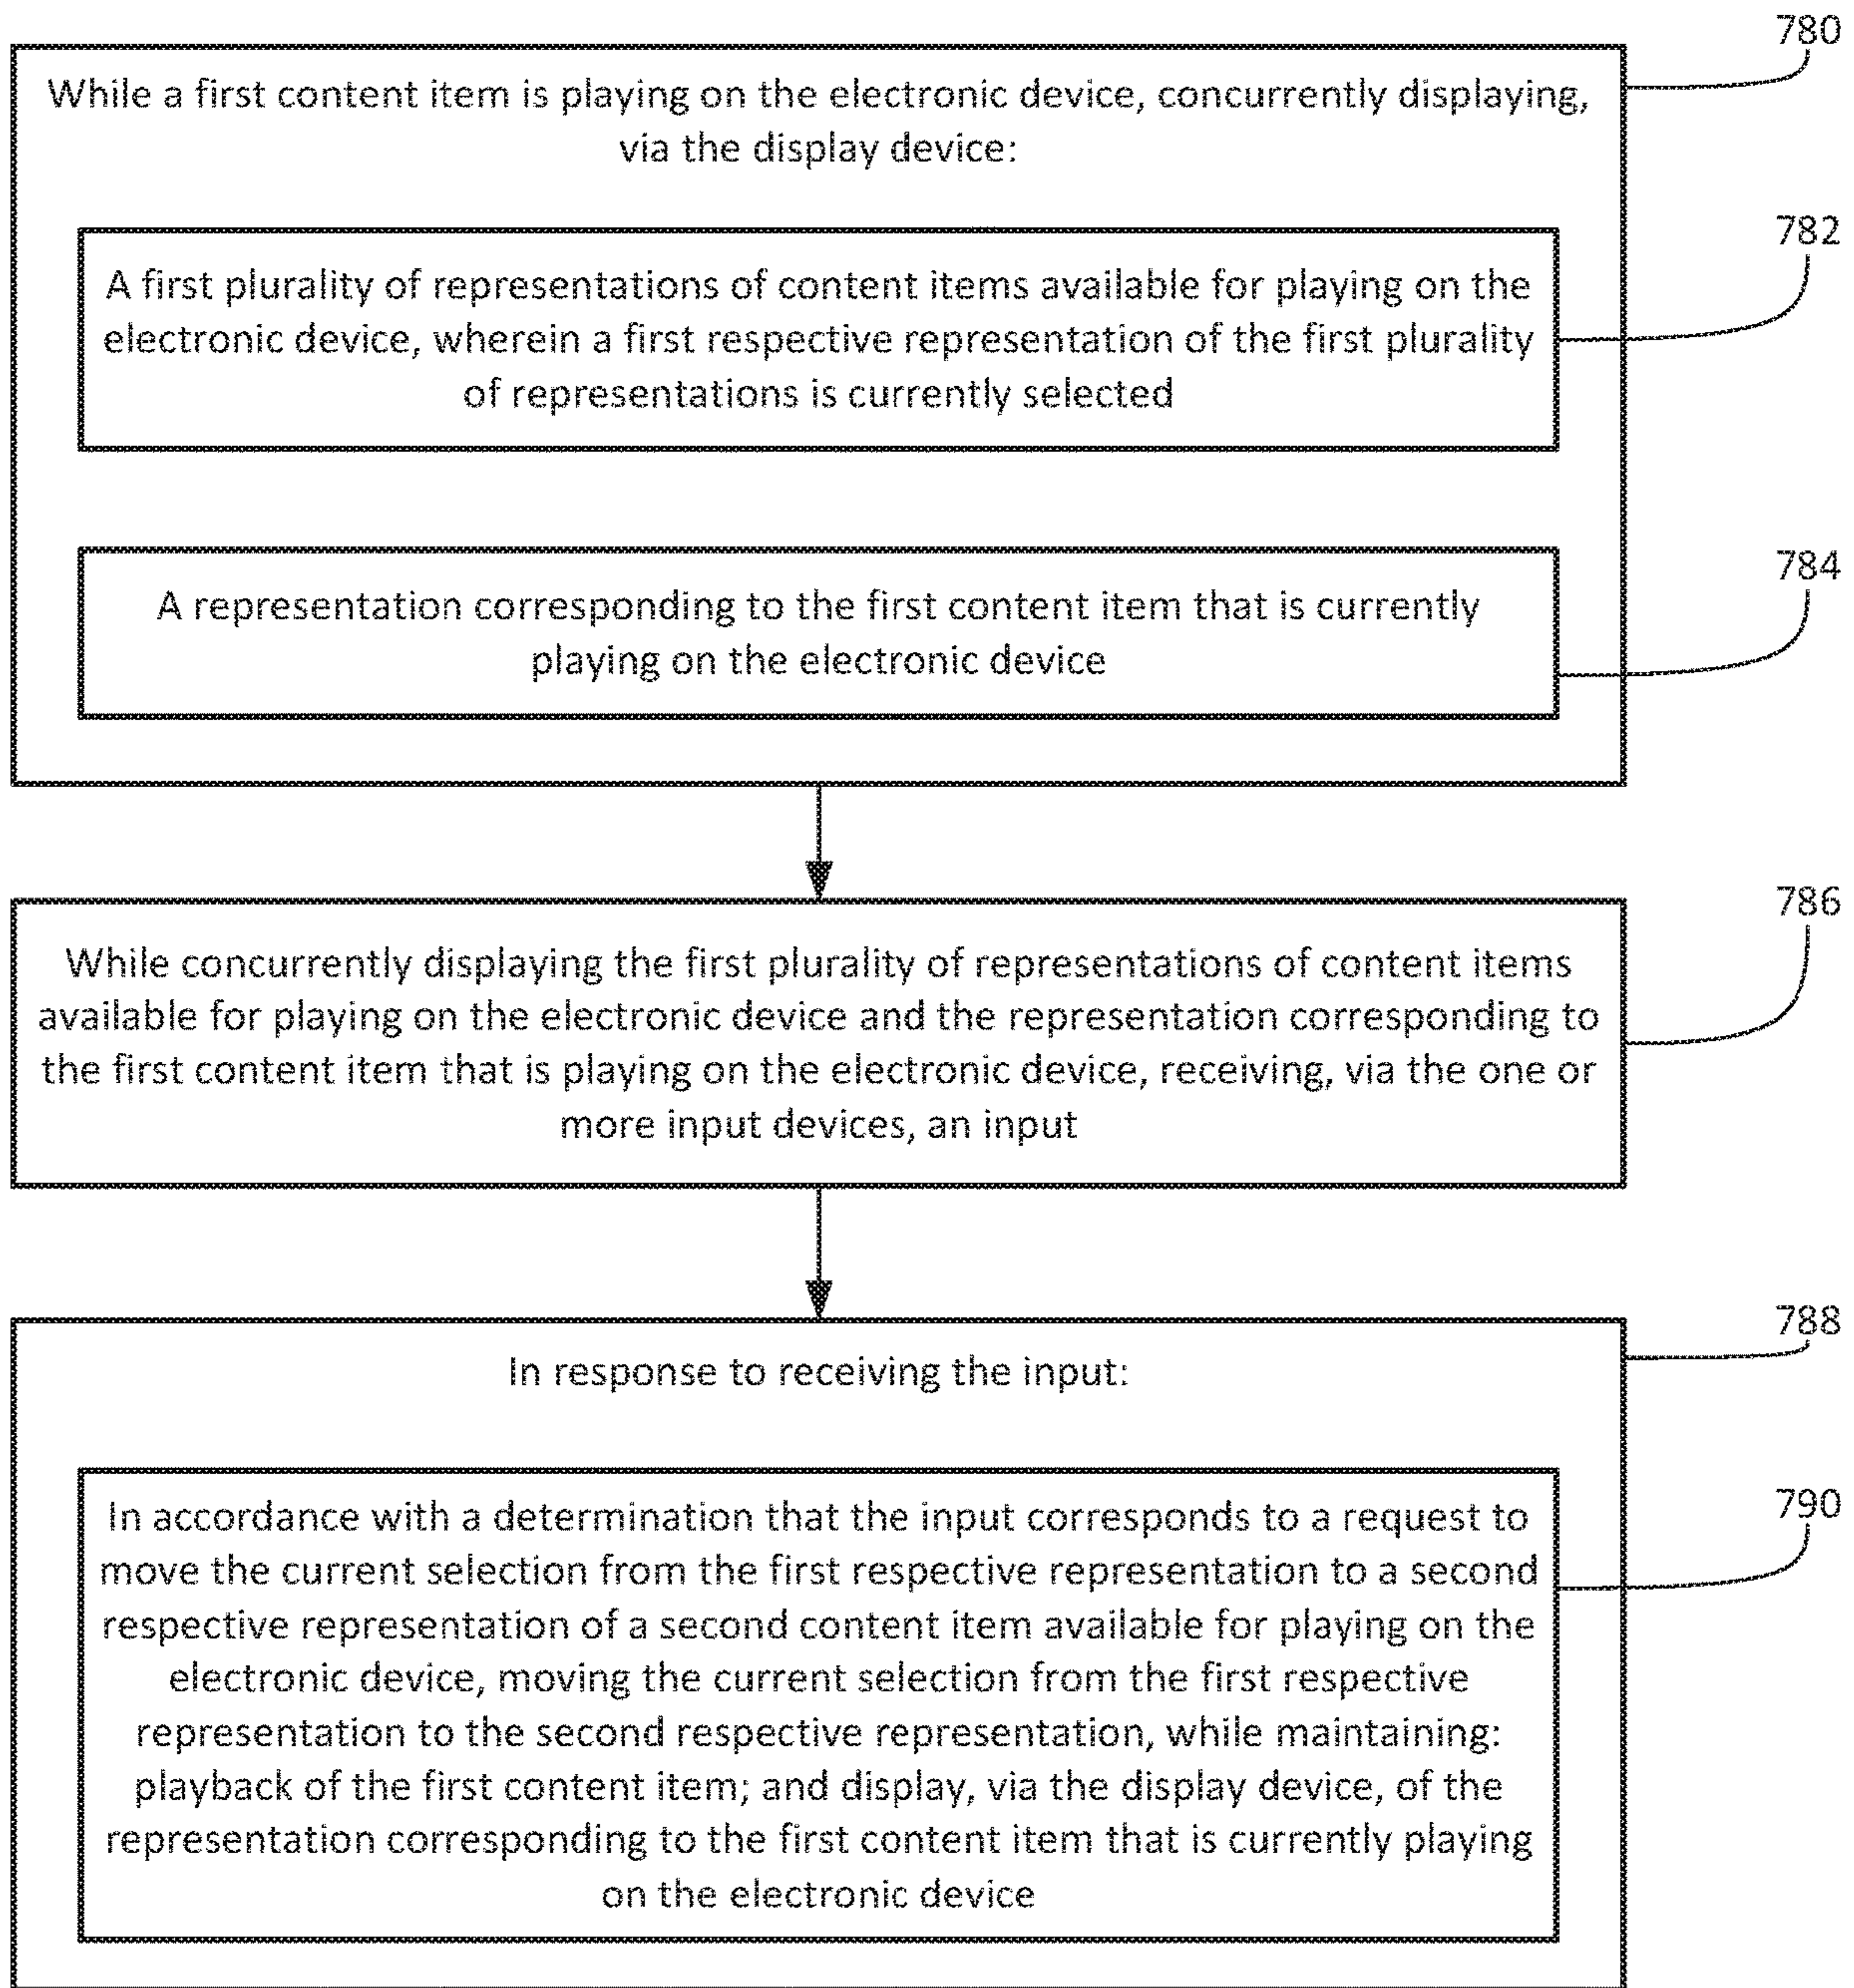 780
While a first content item is playing on the electronic device, concurrently displaying,
via the display device:
782
A first plurality of representations of content items available for playing on the
electronic device, wherein a first respective representation of the first plurality
of representations is currently selected
784
A representation corresponding to the first content item that is currently
playing on the electronic device
786
While concurrently displaying the first plurality of representations of content items
available for playing on the electronic device and the representation corresponding to
the first content item that is playing on the electronic device, receiving, via the one or
more input devices, an input
788
In response to receiving the input:
790
In accordance with a determination that the input corresponds to a request to
move the current selection from the first respective representation to a second
respective representation of a second content item available for playing on the
electronic device, moving the current selection from the first respective
representation to the second respective representation, while maintaining:
playback of the first content item; and display, via the display device, of the
representation corresponding to the first content item that is currently playing
on the electronic device